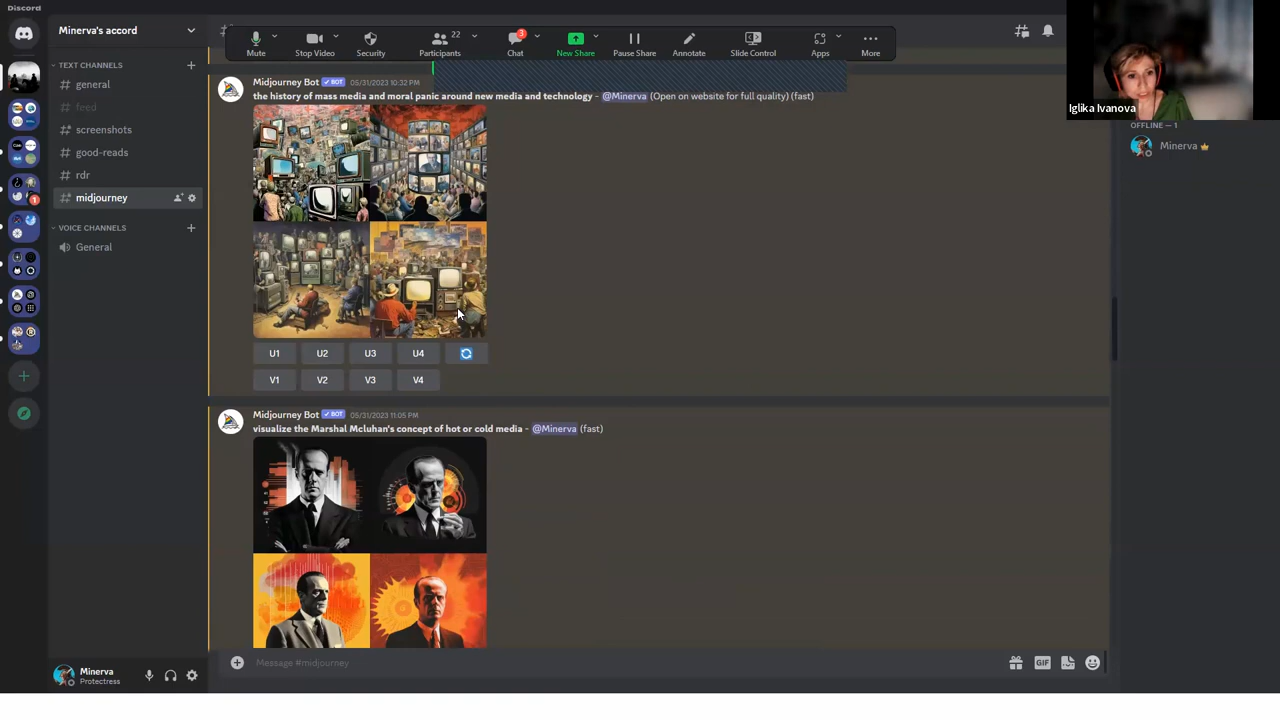 Discord
Minerva's accord
TEXT CHANNELS
general
feed
screenshots
good-reads
rdr
midjourney
VOICE CHANNELS
General
Minerva
Protectress
Mute
Stop Video
Security
22
Participants
3
Chat
New Share
Pause Share
Annotate
Slide Control
Apps
More
Midjourney Bot BOT 05/31/2023 10:32 PM
the history of mass media and moral panic around new media and technology - @Minerva (Open on website for full quality) (fast)
U1 U2 U3 U4
V1 V2 V3 V4
Midjourney Bot BOT 05/31/2023 11:05 PM
visualize the Marshal Mcluhan's concept of hot or cold media - @Minerva (fast)
Message #midjourney
GIF
Iglika Ivanova
OFFLINE — 1
Minerva
1